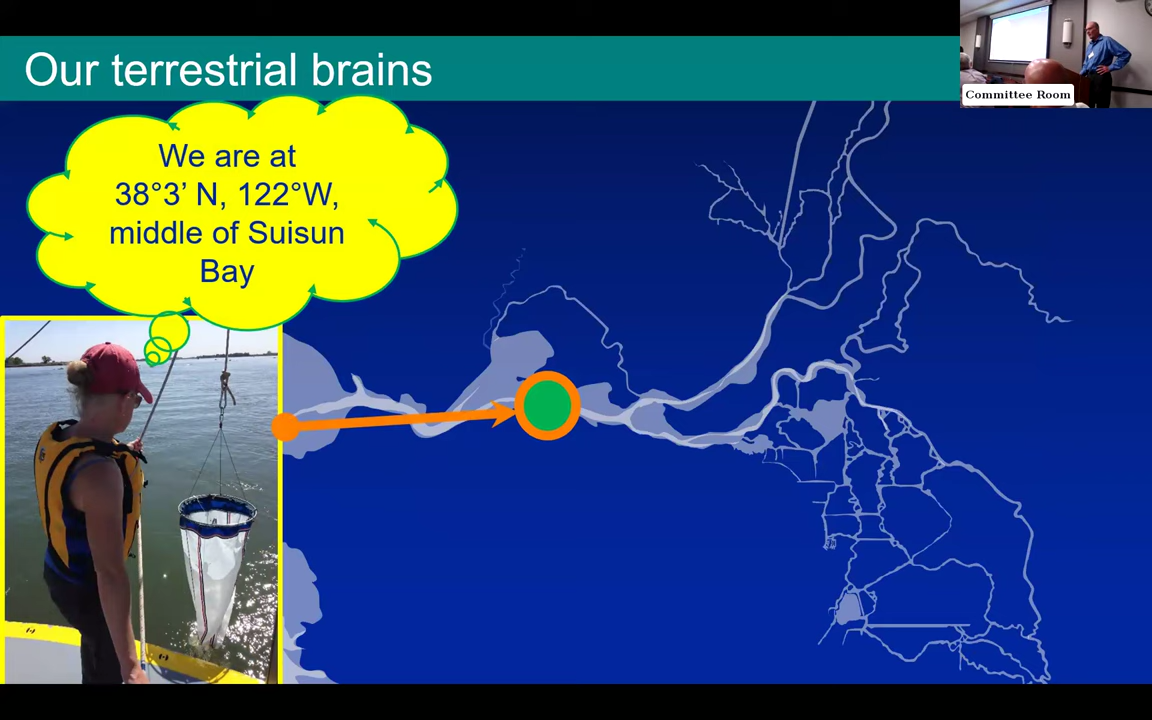 Our terrestrial brains
Committee Room
We are at
38°3’ N, 122°W,
middle of Suisun
Bay